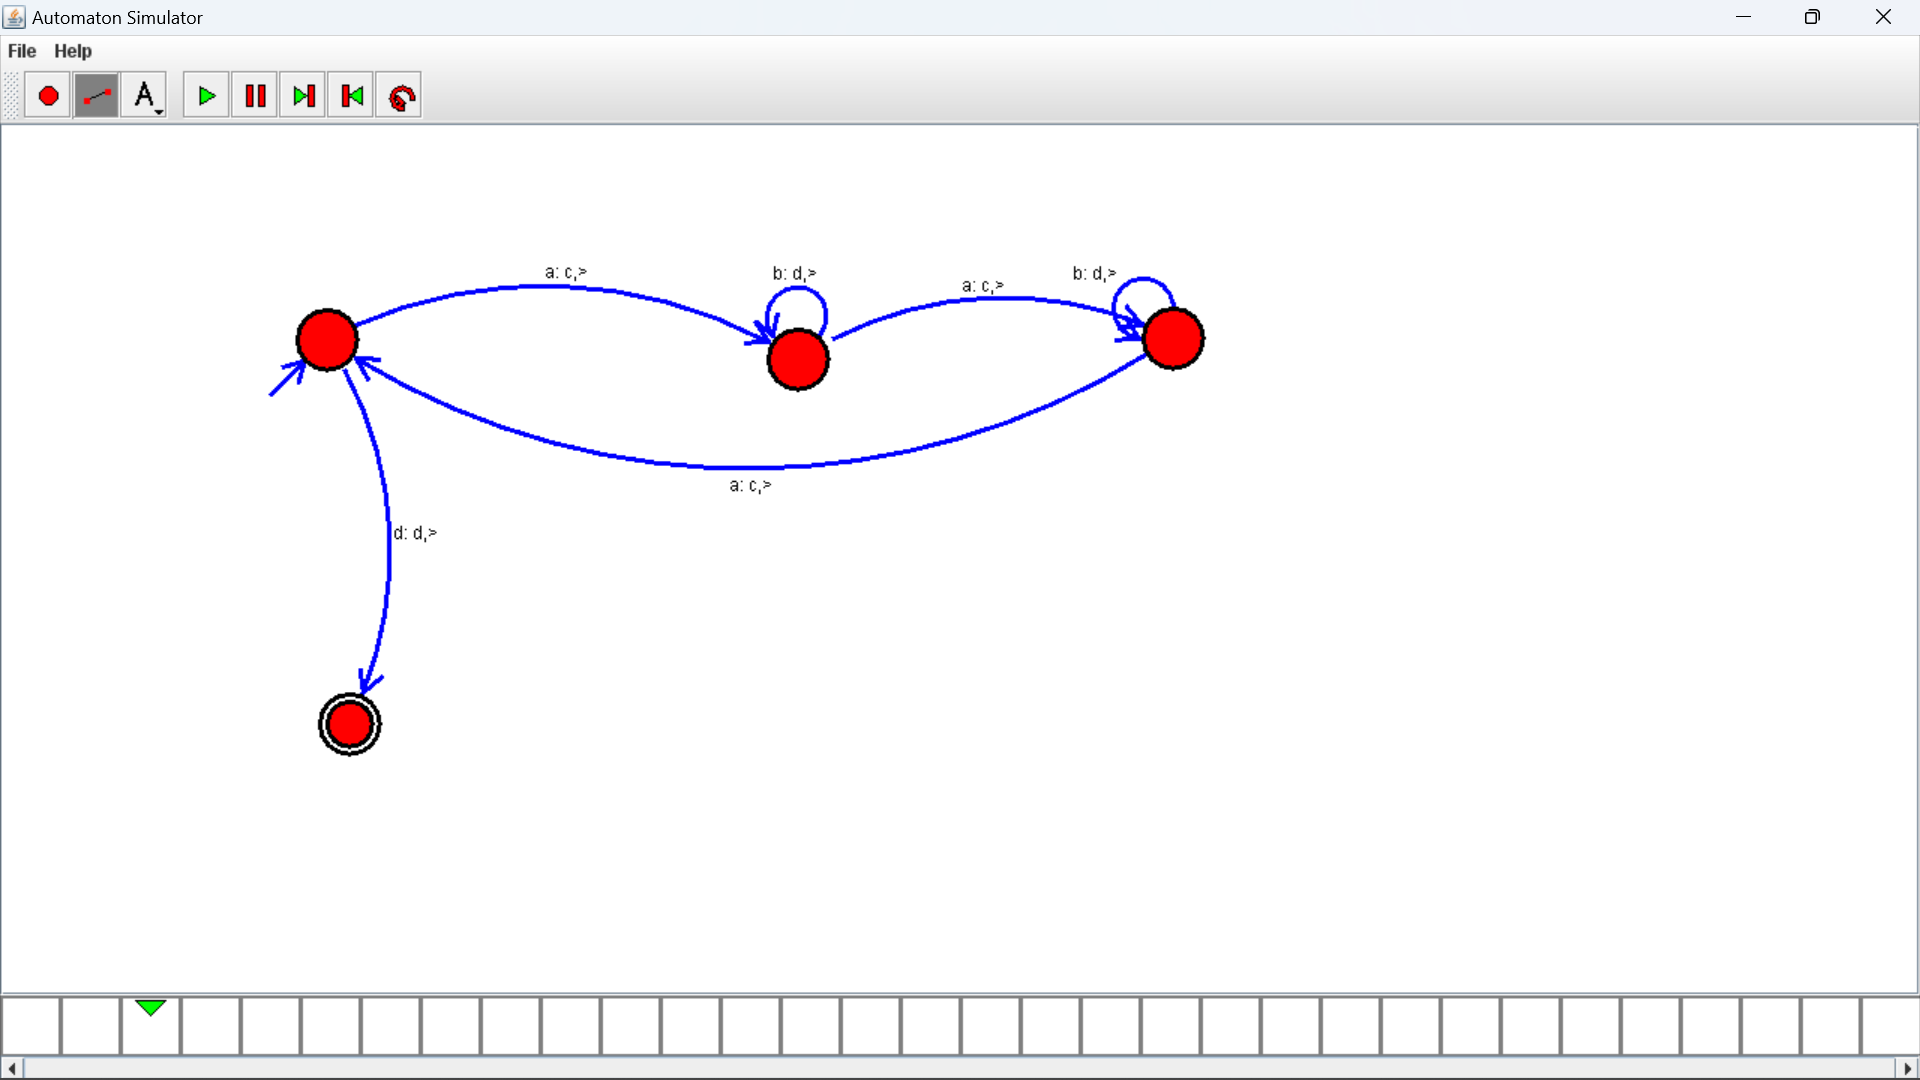 Automaton Simulator
File Help
A
a: c,>
b: d,>
a: c,>
b: d,>
a: c,>
d: d,>